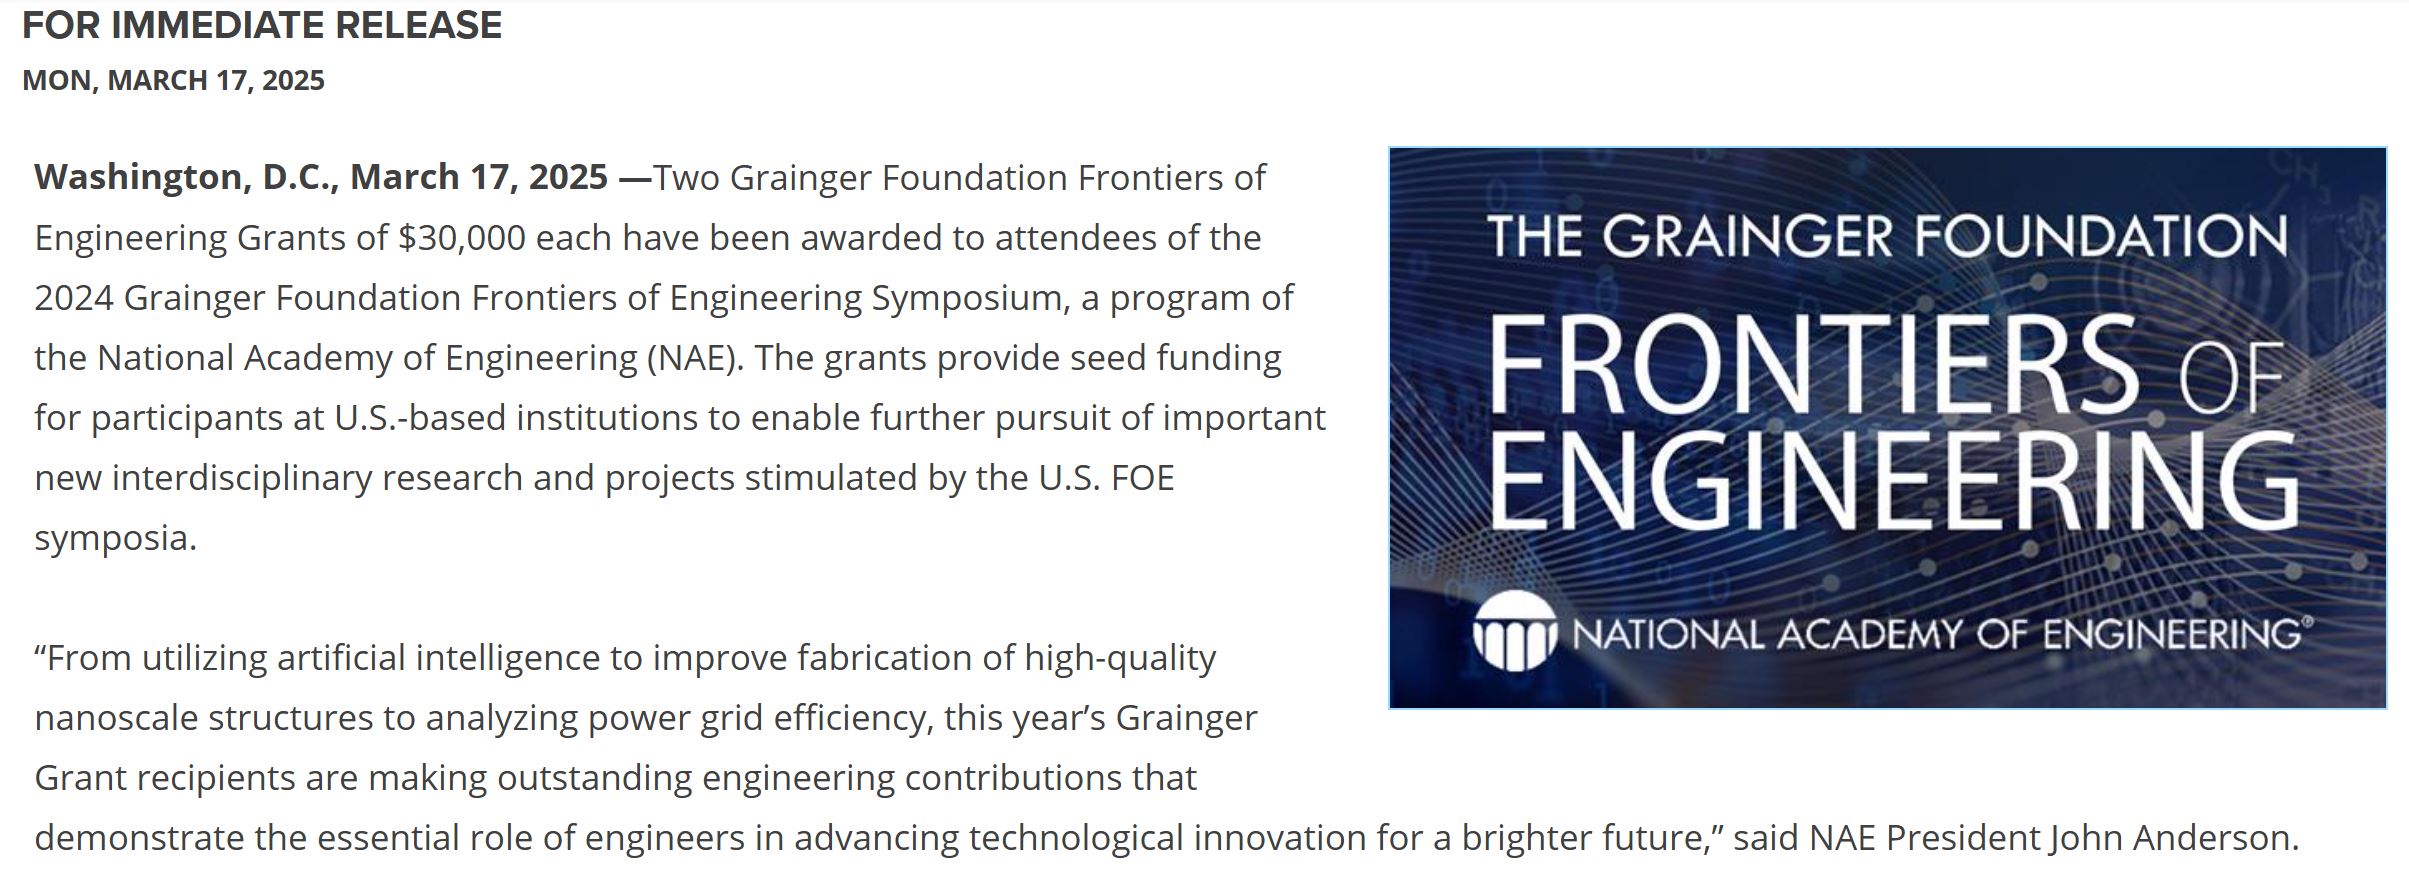 FOR IMMEDIATE RELEASE
MON, MARCH 17, 2025
Washington, D.C., March 17, 2025 —Two Grainger Foundation Frontiers of
Engineering Grants of $30,000 each have been awarded to attendees of the
2024 Grainger Foundation Frontiers of Engineering Symposium, a program of
the National Academy of Engineering (NAE). The grants provide seed funding
for participants at U.S.-based institutions to enable further pursuit of important
new interdisciplinary research and projects stimulated by the U.S. FOE
symposia.
“From utilizing artificial intelligence to improve fabrication of high-quality
nanoscale structures to analyzing power grid efficiency, this year’s Grainger
Grant recipients are making outstanding engineering contributions that
demonstrate the essential role of engineers in advancing technological innovation for a brighter future,” said NAE President John Anderson.
THE GRAINGER FOUNDATION
FRONTIERS OF
ENGINEERING
NATIONAL ACADEMY OF ENGINEERING®